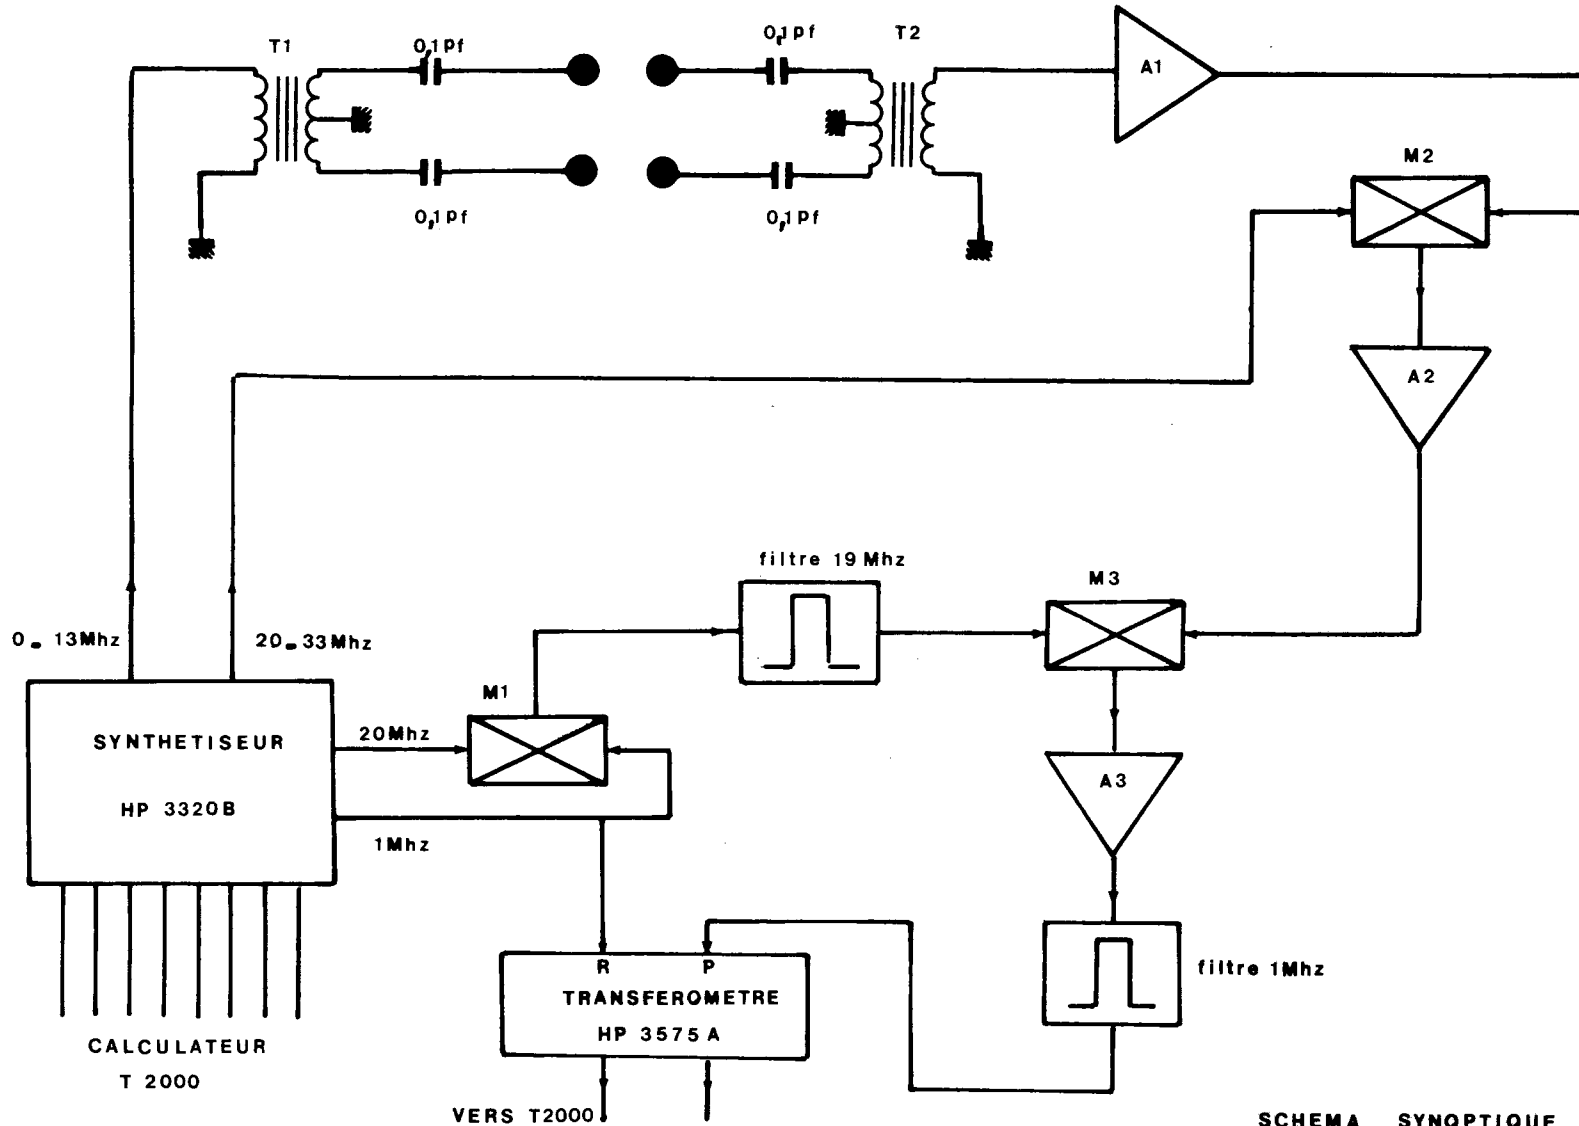 T1
0,1pf
0,1pf
T2
A1
M2
0,1pf
0,1pf
A2
filtre 19Mhz
M3
0_13Mhz
20_33Mhz
M1
SYNTHETISEUR
HP 3320B
20Mhz
1Mhz
A3
R P
TRANSFEROMETRE
HP 3575A
filtre 1Mhz
CALCULATEUR
T 2000
VERS T2000
SCHEMA SYNOPTIQUE